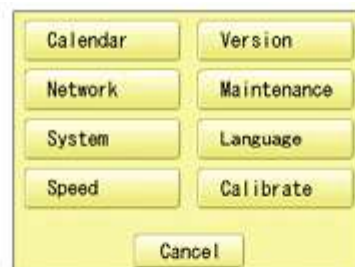 Calendar Version
Network Maintenance
System Language
Speed Calibrate
Cancel